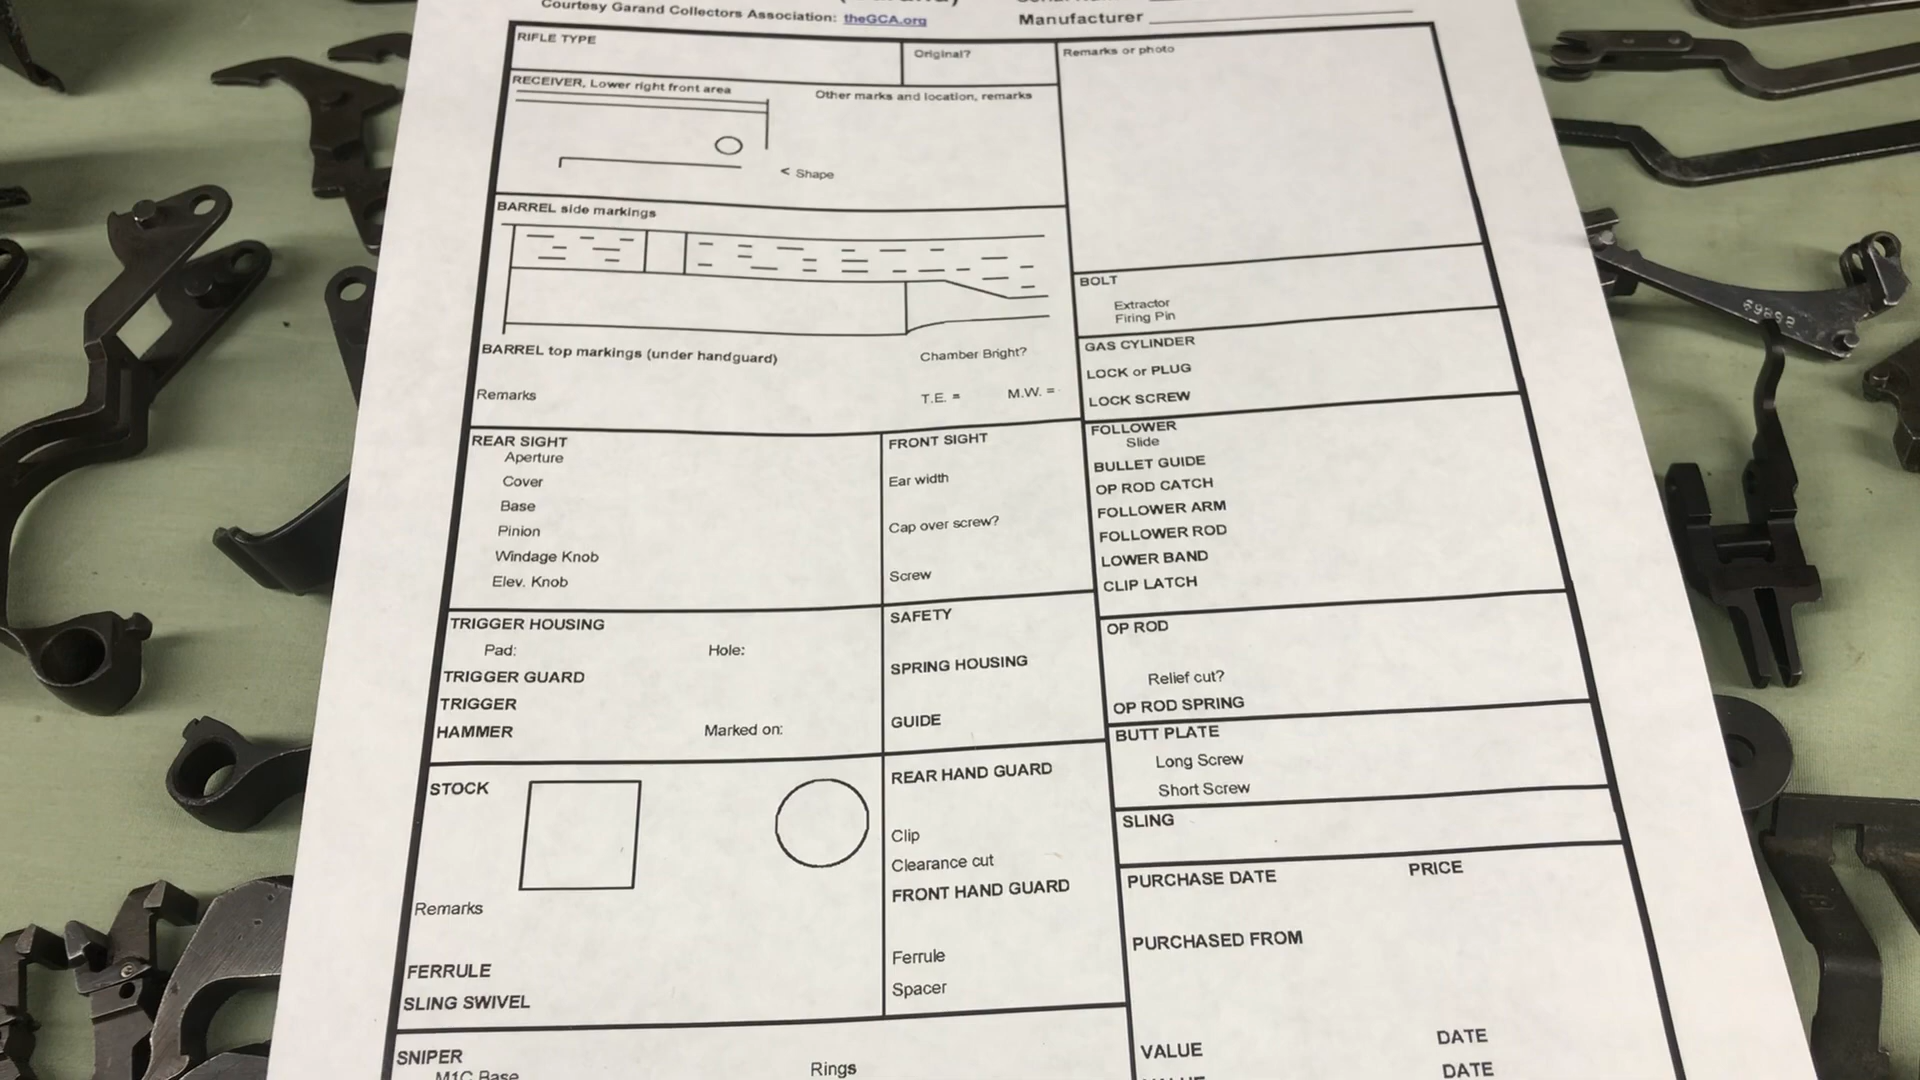 Courtesy Garand Collectors Association: theGCA.org
Manufacturer
RIFLE TYPE
Original?
RECEIVER, Lower right front area
Other marks and location, remarks
< Shape
BARREL side markings
BARREL top markings (under handguard)
Chamber Bright?
Remarks
T.E. =
M.W. =
REAR SIGHT
Aperture
Cover
Base
Pinion
Windage Knob
Elev. Knob
FRONT SIGHT
Ear width
Cap over screw?
Screw
TRIGGER HOUSING
Pad:
Hole:
TRIGGER GUARD
TRIGGER
HAMMER
Marked on:
SAFETY
SPRING HOUSING
GUIDE
STOCK
Remarks
FERRULE
SLING SWIVEL
REAR HAND GUARD
Clip
Clearance cut
FRONT HAND GUARD
Ferrule
Spacer
SNIPER
M1C Base
Rings
Remarks or photo
BOLT
Extractor
Firing Pin
GAS CYLINDER
LOCK or PLUG
LOCK SCREW
FOLLOWER
Slide
BULLET GUIDE
OP ROD CATCH
FOLLOWER ARM
FOLLOWER ROD
LOWER BAND
CLIP LATCH
OP ROD
Relief cut?
OP ROD SPRING
BUTT PLATE
Long Screw
Short Screw
SLING
PURCHASE DATE
PRICE
PURCHASED FROM
VALUE
DATE
DATE